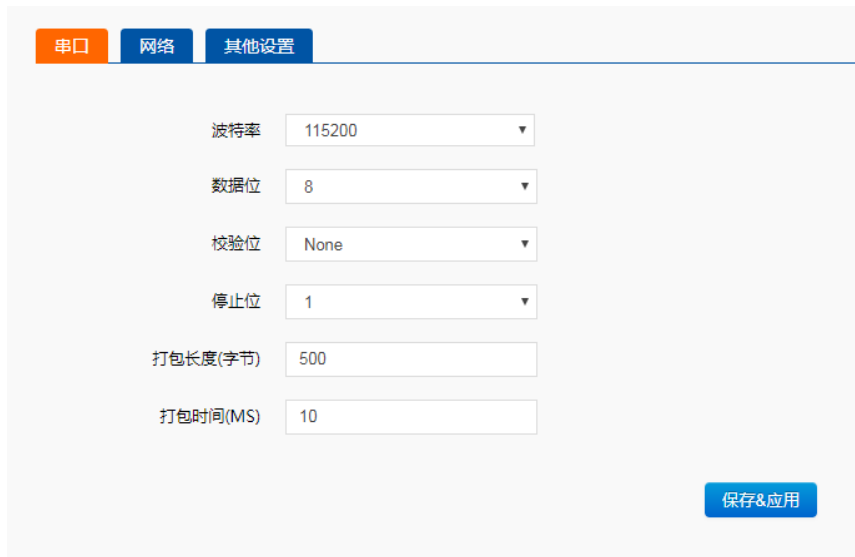 串口 网络 其他设置
波特率 115200
数据位 8
校验位 None
停止位 1
打包长度(字节) 500
打包时间(MS) 10
保存&应用